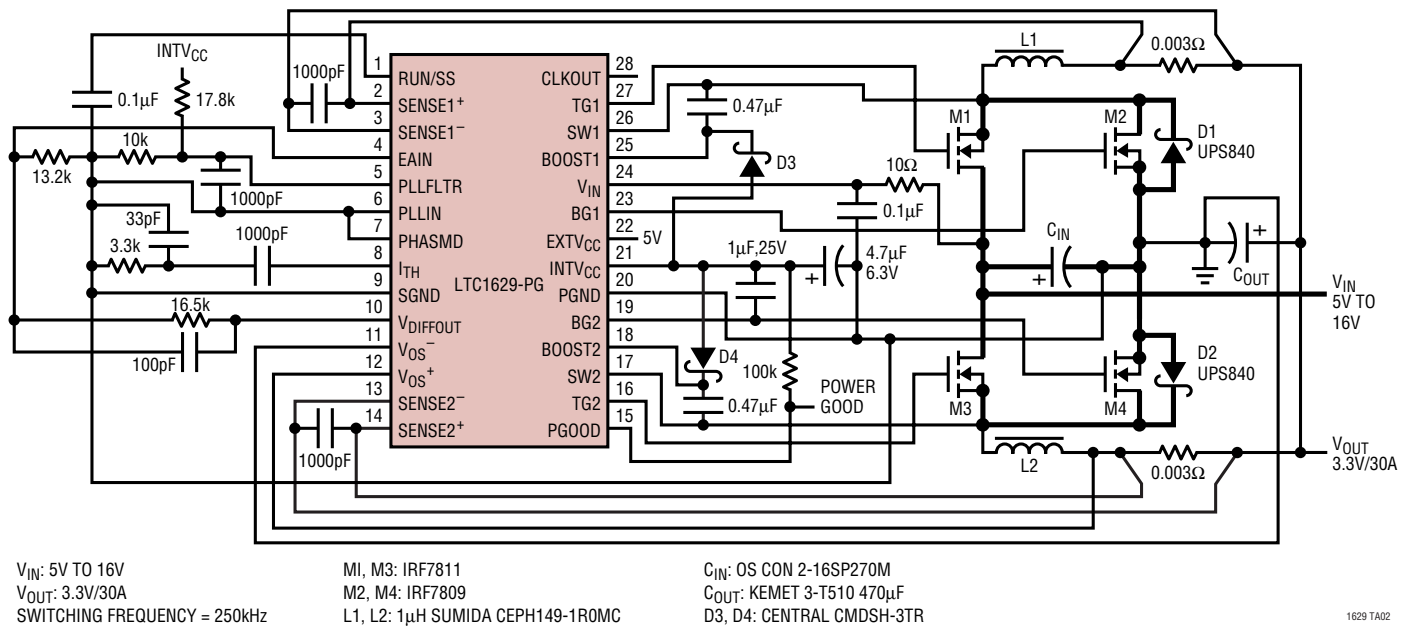 INTVCC
17.8k
0.1µF
10k
13.2k
1000pF
33pF
3.3k
1000pF
16.5k
100pF
1000pF
1000pF
1
2
3
4
5
6
7
8
9
10
11
12
13
14
RUN/SS
SENSE1+
SENSE1–
EAIN
PLLFLTR
PLLIN
PHASMD
ITH
SGND
VDIFFOUT
VOS–
VOS+
SENSE2–
SENSE2+
LTC1629-PG
CLKOUT
TG1
SW1
BOOST1
VIN
BG1
EXTVCC
INTVCC
PGND
BG2
BOOST2
SW2
TG2
PGOOD
28
27
26
25
24
23
22
21
20
19
18
17
16
15
0.47µF
D3
10Ω
0.1µF
5V
1µF,25V
4.7µF
6.3V
+
D4
0.47µF
100k
POWER
GOOD
L1
0.003Ω
M1
M2
D1
UPS840
CIN
+
+
COUT
VIN
5V TO
16V
D2
UPS840
M3
M4
L2
0.003Ω
VOUT
3.3V/30A
VIN: 5V TO 16V
VOUT: 3.3V/30A
SWITCHING FREQUENCY = 250kHz
MI, M3: IRF7811
M2, M4: IRF7809
L1, L2: 1µH SUMIDA CEPH149-1R0MC
CIN: OS CON 2-16SP270M
COUT: KEMET 3-T510 470µF
D3, D4: CENTRAL CMDSH-3TR
1629 TA02